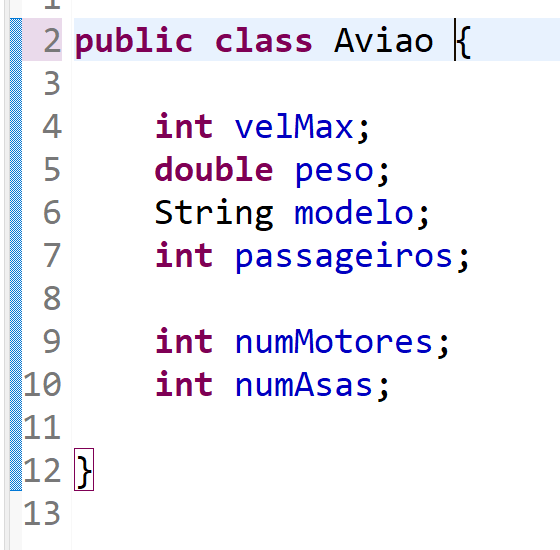 1
2 public class Aviao {
3
4 int velMax;
5 double peso;
6 String modelo;
7 int passageiros;
8
9 int numMotores;
10 int numAsas;
11
12 }
13